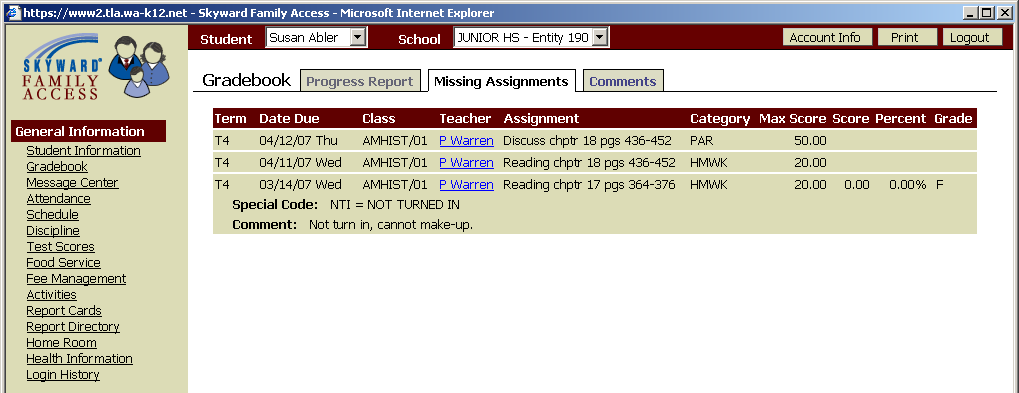 https://www2.tla.wa-k12.net - Skyward Family Access - Microsoft Internet Explorer
SKYWARD®
FAMILY
ACCESS
Student Susan Abler School JUNIOR HS - Entity 190 Account Info Print Logout
Gradebook Progress Report Missing Assignments Comments
General Information
Student Information
Gradebook
Message Center
Attendance
Schedule
Discipline
Test Scores
Food Service
Fee Management
Activities
Report Cards
Report Directory
Home Room
Health Information
Login History
Term Date Due Class Teacher Assignment Category Max Score Score Percent Grade
T4 04/12/07 Thu AMHIST/01 P Warren Discuss chptr 18 pgs 436-452 PAR 50.00
T4 04/11/07 Wed AMHIST/01 P Warren Reading chptr 18 pgs 436-452 HMWK 20.00
T4 03/14/07 Wed AMHIST/01 P Warren Reading chptr 17 pgs 364-376 HMWK 20.00 0.00 0.00% F
Special Code: NTI = NOT TURNED IN
Comment: Not turn in, cannot make-up.